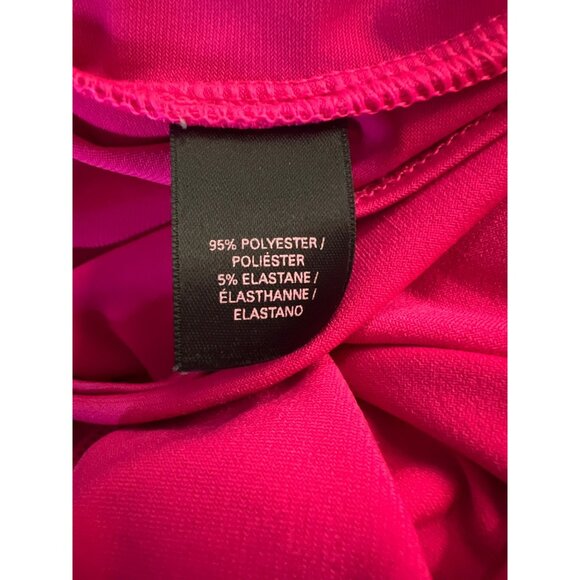 95% POLYESTER /
POLIÉSTER
5% ELASTANE /
ÉLASTHANNE /
ELASTANO